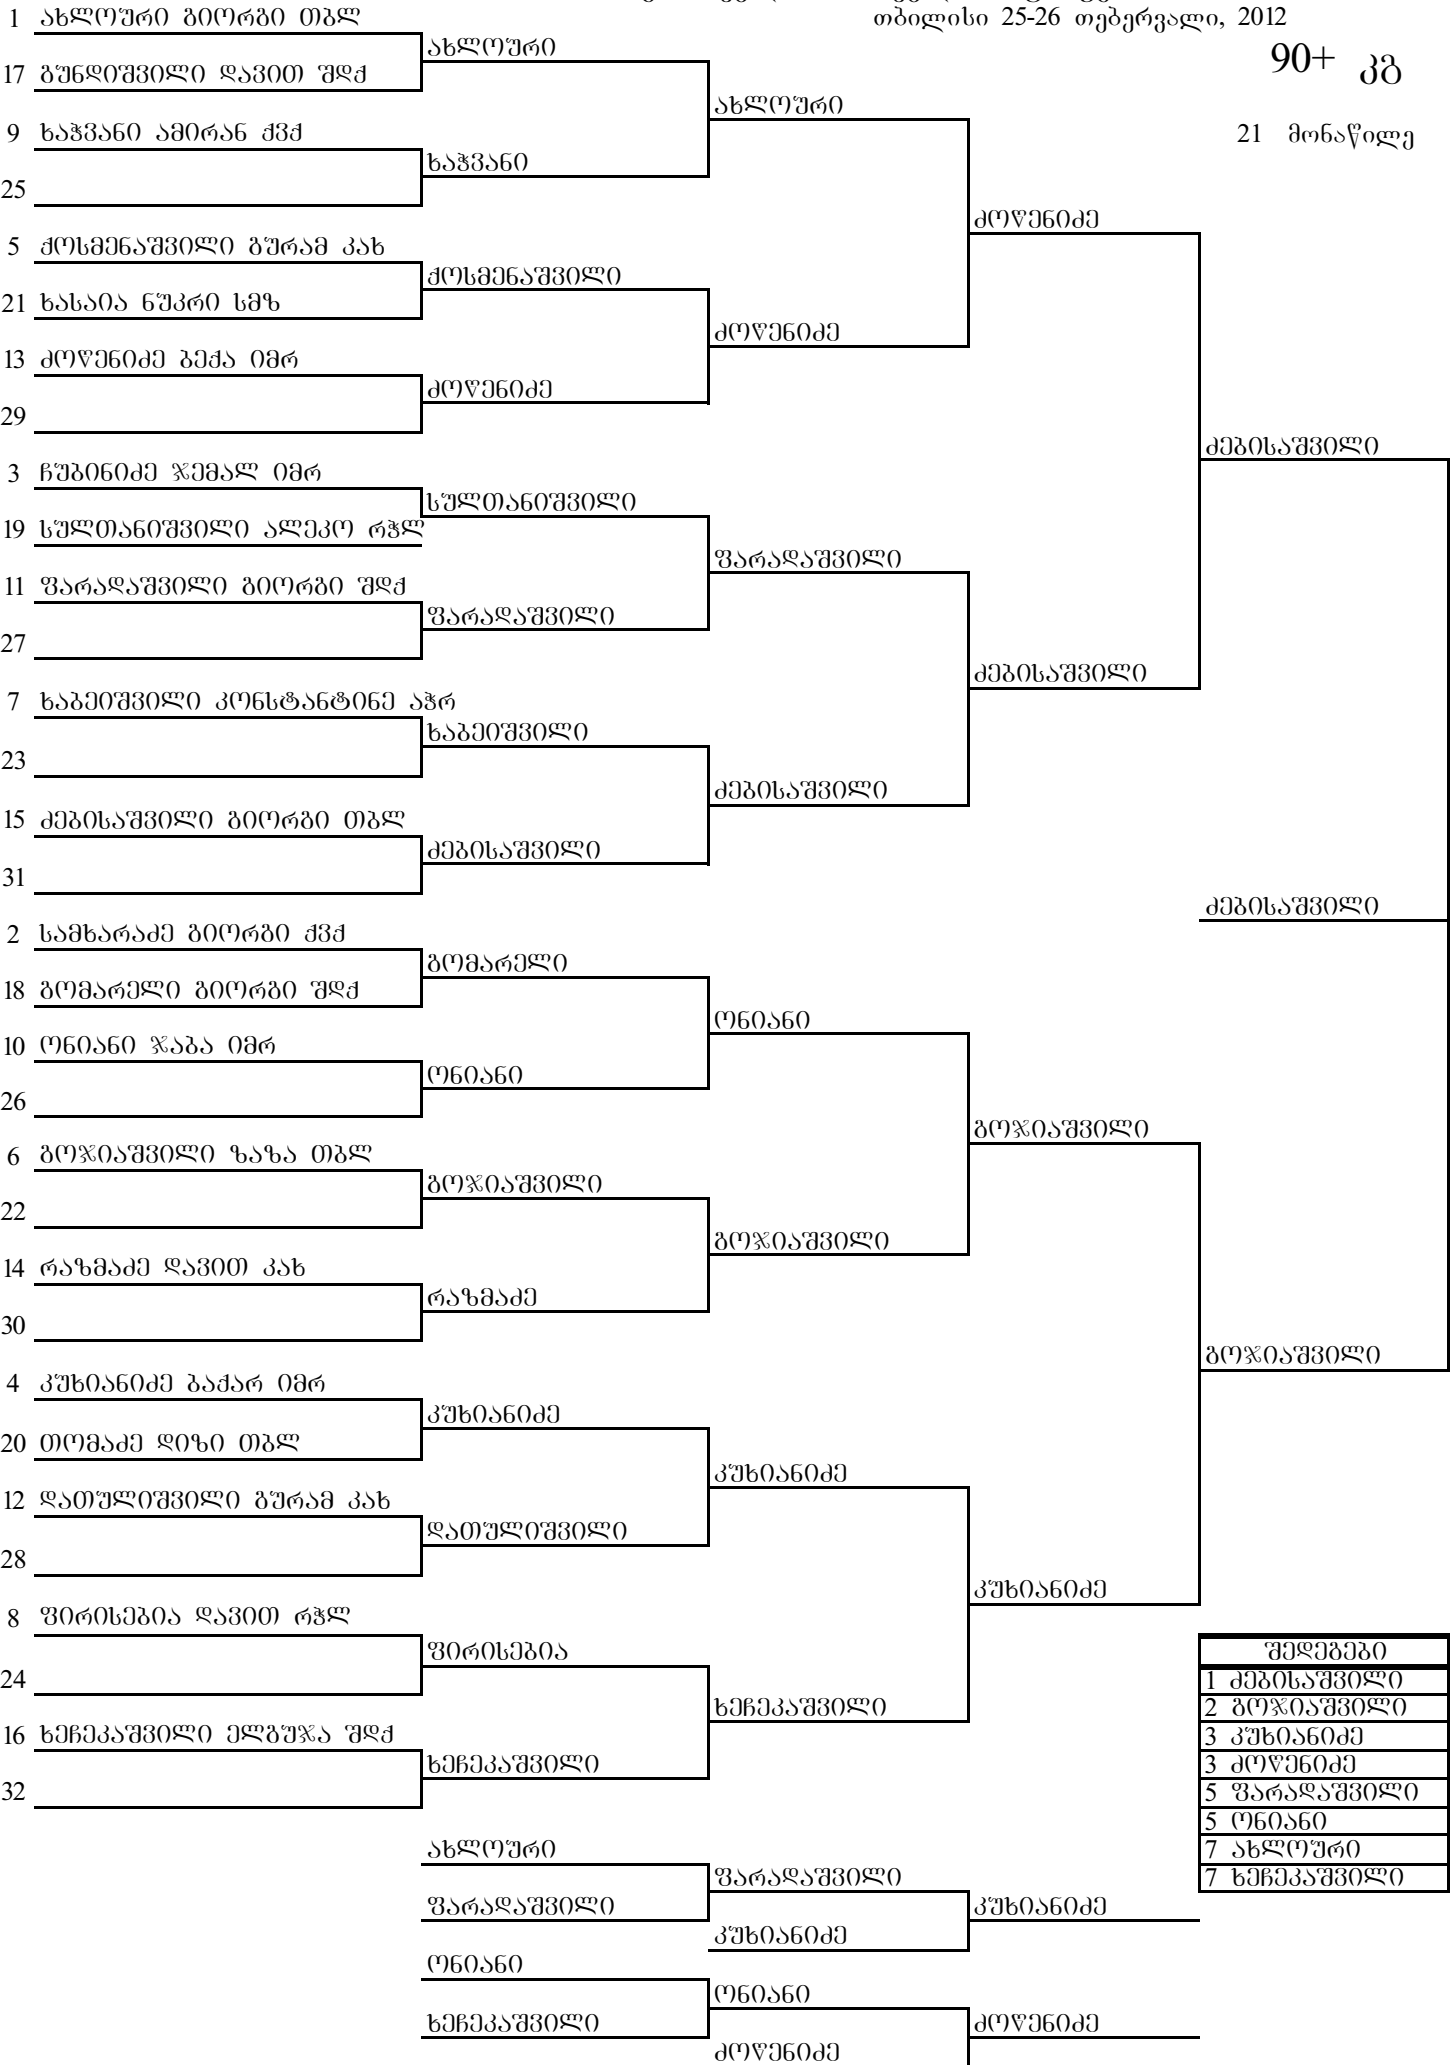 თბილისი 25-26 თებერვალი, 2012
90+ კგ
21 მონაწილე
1 ახლოური გიორგი თბლ
ახლოური
17 გუნდიშვილი დავით შდქ
ახლოური
9 ხაჭვანი ამირან ქვქ
ხაჭვანი
25
ძოწენიძე
5 ქოსმენაშვილი გურამ კახ
ქოსმენაშვილი
21 ხასაია ნუკრი სმზ
ძოწენიძე
13 ძოწენიძე ბექა იმრ
ძოწენიძე
29
ძებისაშვილი
3 ჩუბინიძე ჯემალ იმრ
სულთანიშვილი
19 სულთანიშვილი ალეკო რჭლ
ფარადაშვილი
11 ფარადაშვილი გიორგი შდქ
ფარადაშვილი
27
ძებისაშვილი
7 ხაბეიშვილი კონსტანტინე აჭრ
ხაბეიშვილი
23
ძებისაშვილი
15 ძებისაშვილი გიორგი თბლ
ძებისაშვილი
31
ძებისაშვილი
2 სამხარაძე გიორგი ქვქ
გომარელი
18 გომარელი გიორგი შდქ
ონიანი
10 ონიანი ჯაბა იმრ
ონიანი
26
გოჯიაშვილი
6 გოჯიაშვილი ზაზა თბლ
გოჯიაშვილი
22
გოჯიაშვილი
14 რაზმაძე დავით კახ
რაზმაძე
30
გოჯიაშვილი
4 კუხიანიძე ბაქარ იმრ
კუხიანიძე
20 თომაძე დიზი თბლ
კუხიანიძე
12 დათულიშვილი გურამ კახ
დათულიშვილი
28
კუხიანიძე
8 ფირისებია დავით რჭლ
ფირისებია
24
ხეჩეკაშვილი
16 ხეჩეკაშვილი ელგუჯა შდქ
ხეჩეკაშვილი
32
შედეგები
1 ძებისაშვილი
2 გოჯიაშვილი
3 კუხიანიძე
3 ძოწენიძე
5 ფარადაშვილი
5 ონიანი
7 ახლოური
7 ხეჩეკაშვილი
ახლოური
ფარადაშვილი
ფარადაშვილი
კუხიანიძე
კუხიანიძე
ონიანი
ონიანი
ხეჩეკაშვილი
ძოწენიძე
ძოწენიძე